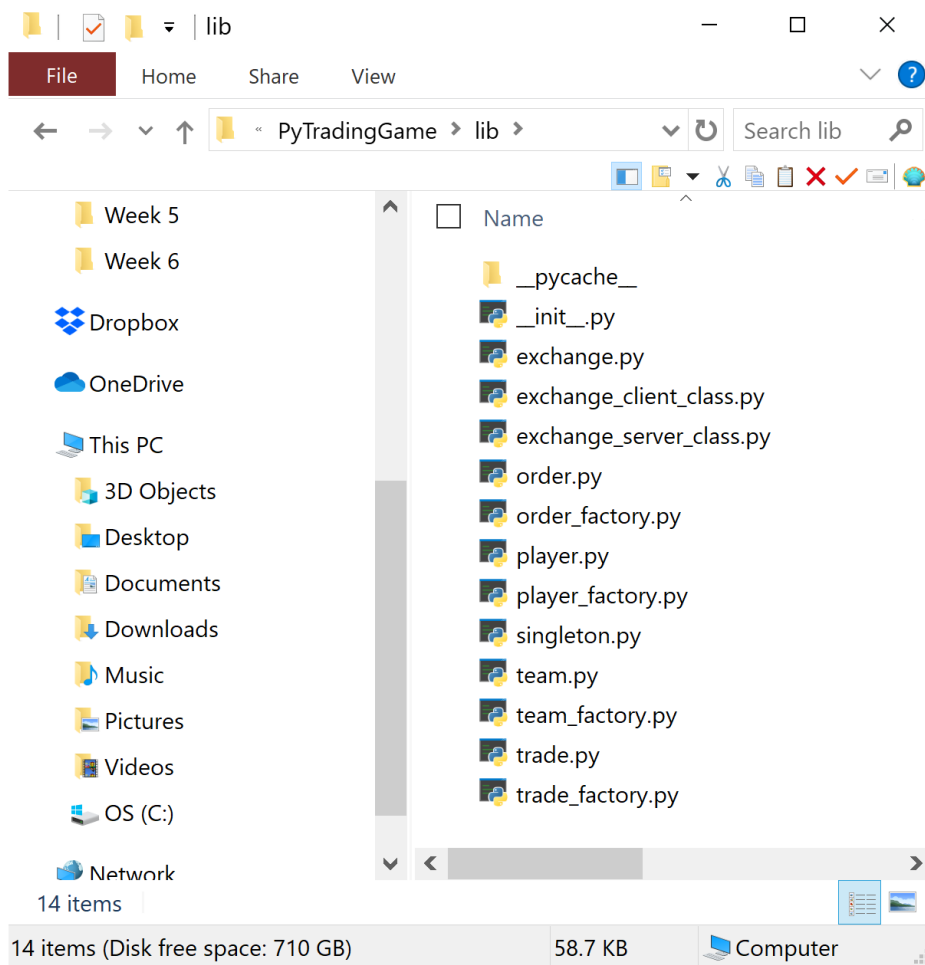 lib
File Home Share View
?
« PyTradingGame > lib >
Search lib
Week 5
Week 6
Dropbox
OneDrive
This PC
3D Objects
Desktop
Documents
Downloads
Music
Pictures
Videos
OS (C:)
Network
Name
__pycache__
__init__.py
exchange.py
exchange_client_class.py
exchange_server_class.py
order.py
order_factory.py
player.py
player_factory.py
singleton.py
team.py
team_factory.py
trade.py
trade_factory.py
14 items
14 items (Disk free space: 710 GB) 58.7 KB Computer